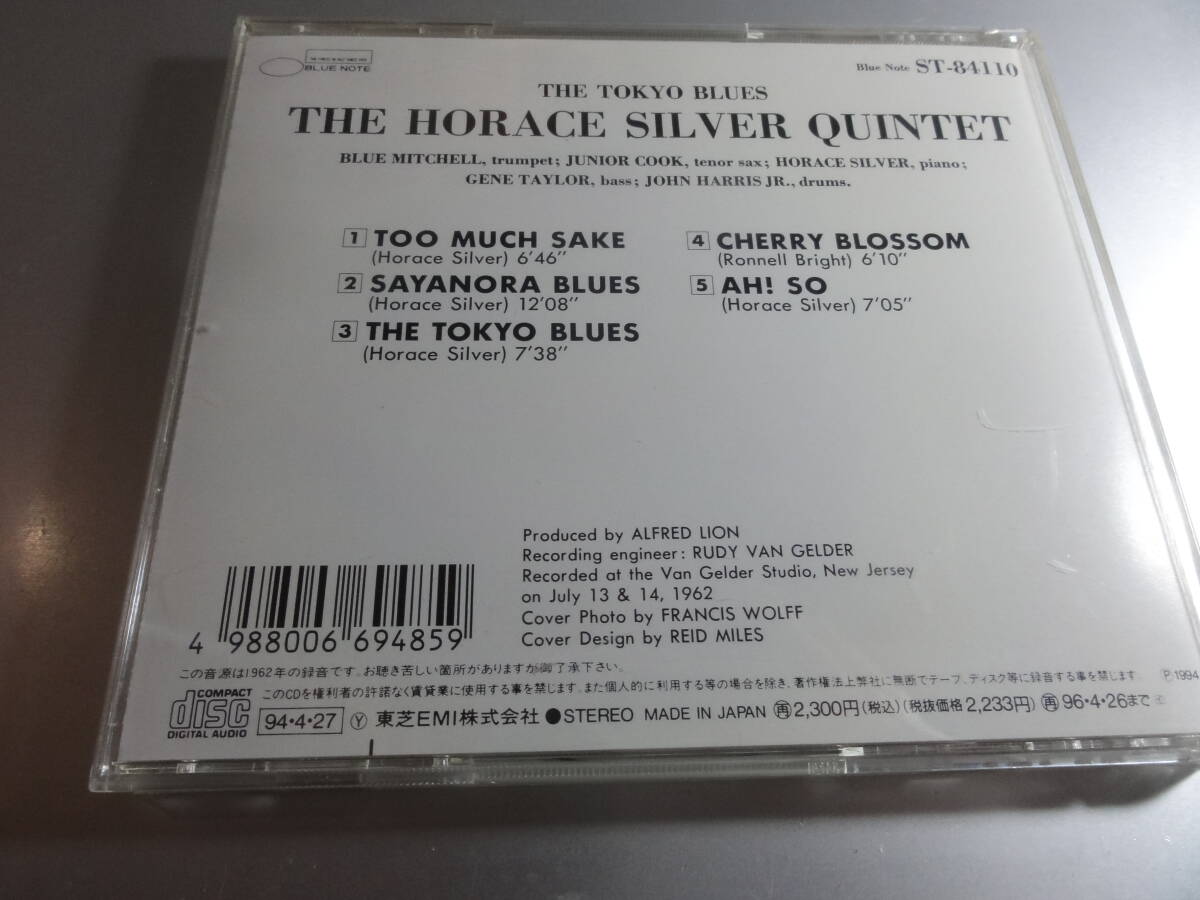 BLUE NOTE
Blue Note ST-84110
THE TOKYO BLUES
THE HORACE SILVER QUINTET
BLUE MITCHELL, trumpet; JUNIOR COOK, tenor sax; HORACE SILVER, piano;
GENE TAYLOR, bass; JOHN HARRIS JR., drums.
1 TOO MUCH SAKE
(Horace Silver) 6'46"
2 SAYANORA BLUES
(Horace Silver) 12'08"
3 THE TOKYO BLUES
(Horace Silver) 7'38"
4 CHERRY BLOSSOM
(Ronnell Bright) 6'10"
5 AH! SO
(Horace Silver) 7'05"
Produced by ALFRED LION
Recording engineer: RUDY VAN GELDER
Recorded at the Van Gelder Studio, New Jersey
on July 13 & 14, 1962
Cover Photo by FRANCIS WOLFF
Cover Design by REID MILES
4 988006 694859
この音源は1962年の録音です。お聴き苦しい箇所がありますが御了承下さい。
このCDを権利者の許諾なく賃貸業に使用する事を禁じます。また個人的に利用する等の場合を除き、著作権法上弊社に無断でテープ、ディスク等に録音する事を禁じます。 ℗1994
COMPACT disc DIGITAL AUDIO 94・4・27 Ⓨ 東芝EMI株式会社 ●STEREO MADE IN JAPAN ㊢2,300円(税込)(税抜価格2,233円) ㊢96・4・26まで